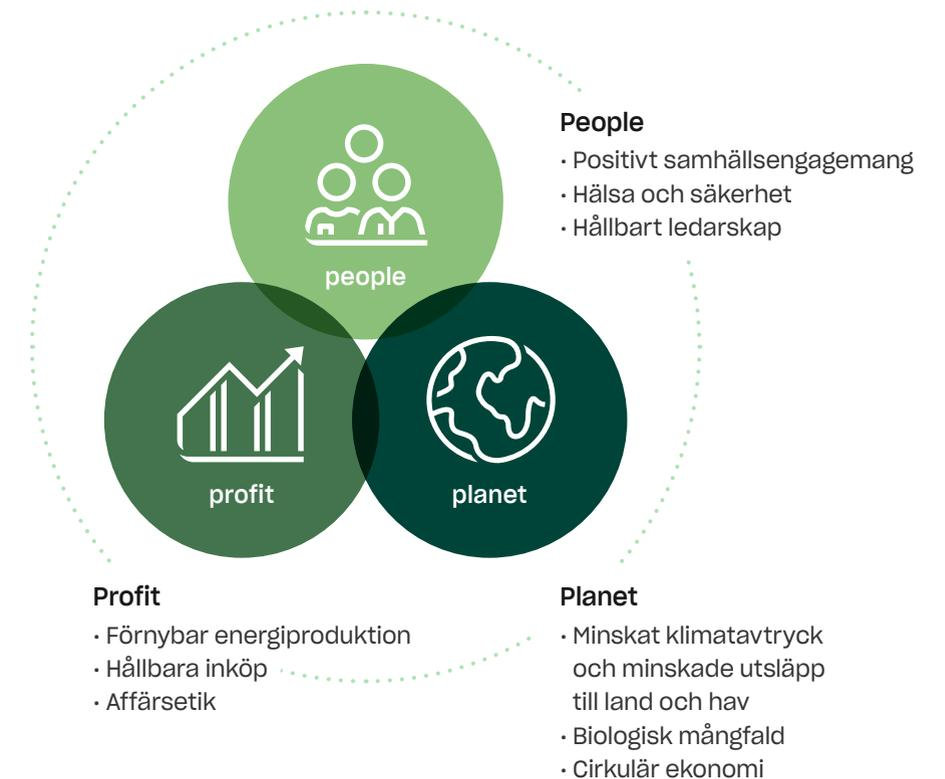 People
· Positivt samhällsengagemang
· Hälsa och säkerhet
· Hållbart ledarskap
people
profit
planet
Profit
· Förnybar energiproduktion
· Hållbara inköp
· Affärsetik
Planet
· Minskat klimatavtryck
och minskade utsläpp
till land och hav
· Biologisk mångfald
· Cirkulär ekonomi